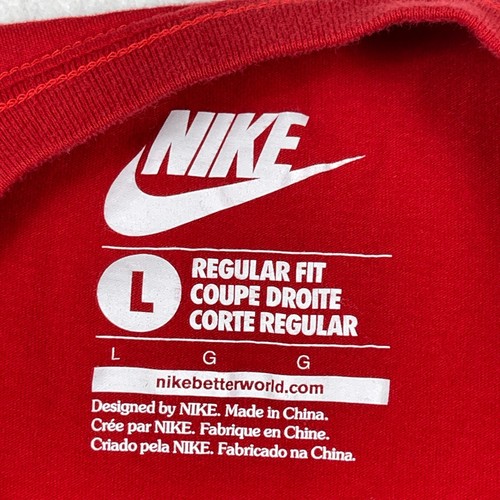 NIKE
L
REGULAR FIT
COUPE DROITE
CORTE REGULAR
L G G
nikebetterworld.com
Designed by NIKE. Made in China.
Crée par NIKE. Fabrique en Chine.
Criado pela NIKE. Fabricado na China.